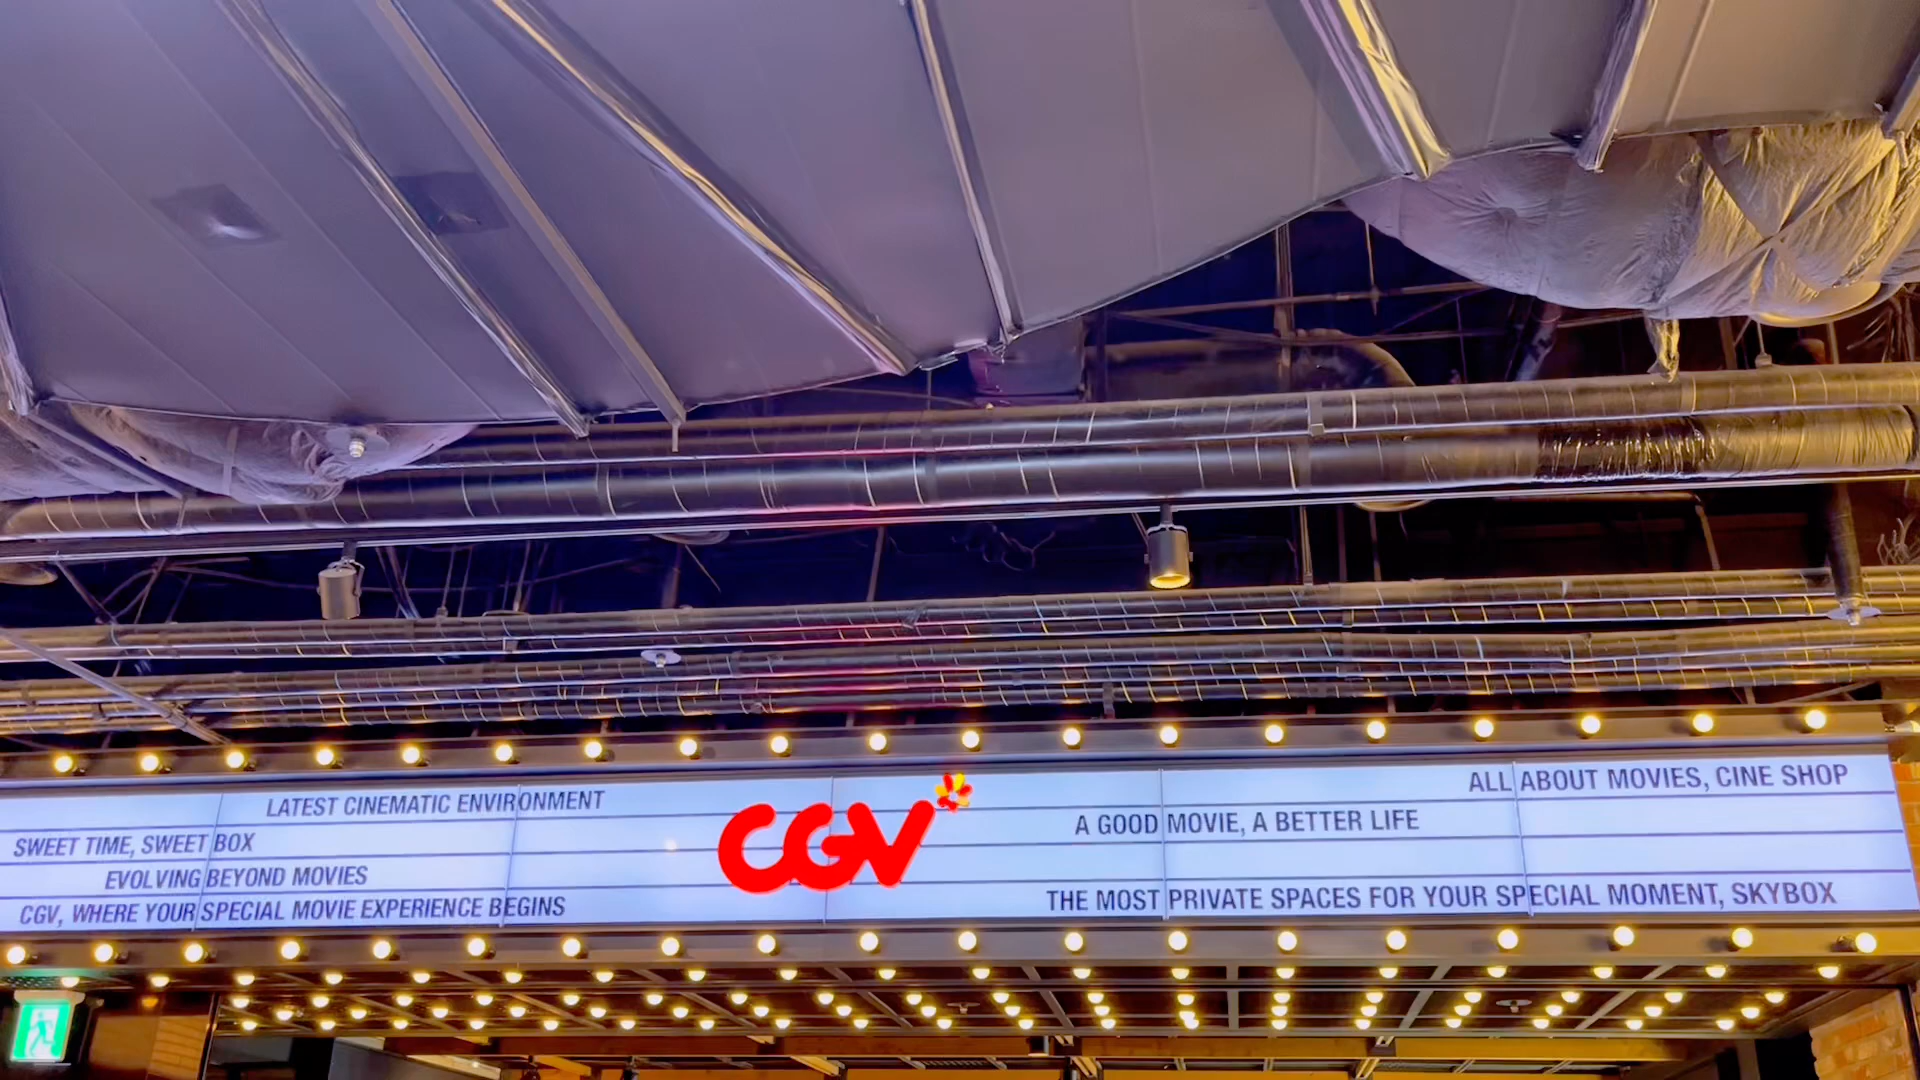 LATEST CINEMATIC ENVIRONMENT
SWEET TIME, SWEET BOX
EVOLVING BEYOND MOVIES
CGV, WHERE YOUR SPECIAL MOVIE EXPERIENCE BEGINS
CGV
ALL ABOUT MOVIES, CINE SHOP
A GOOD MOVIE, A BETTER LIFE
THE MOST PRIVATE SPACES FOR YOUR SPECIAL MOMENT, SKYBOX